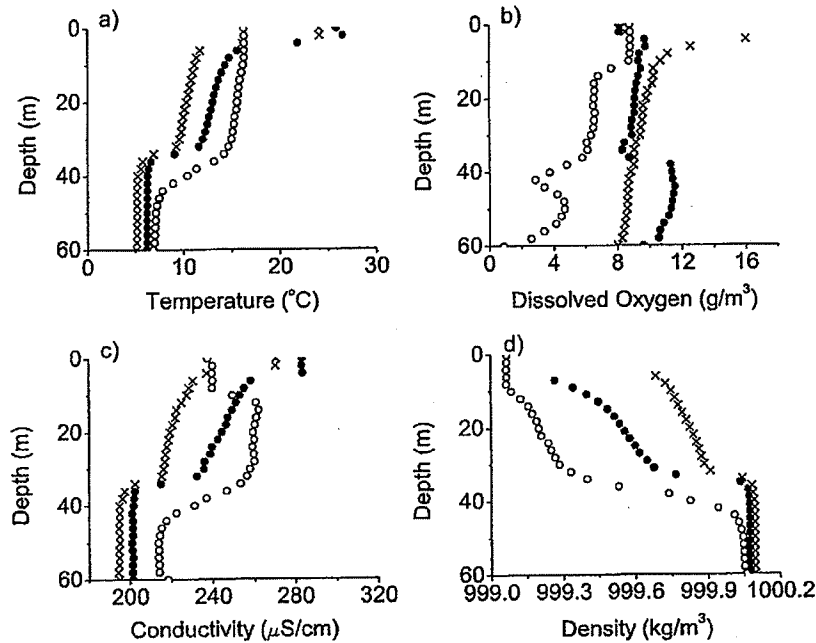 a)
0
20
40
60
Depth (m)
0
10
20
30
Temperature (°C)
b)
0
20
40
60
Depth (m)
0
4
8
12
16
Dissolved Oxygen (g/m³)
c)
0
20
40
60
Depth (m)
200
240
280
320
Conductivity (μS/cm)
d)
0
20
40
60
Depth (m)
999.0
999.3
999.6
999.9
1000.2
Density (kg/m³)